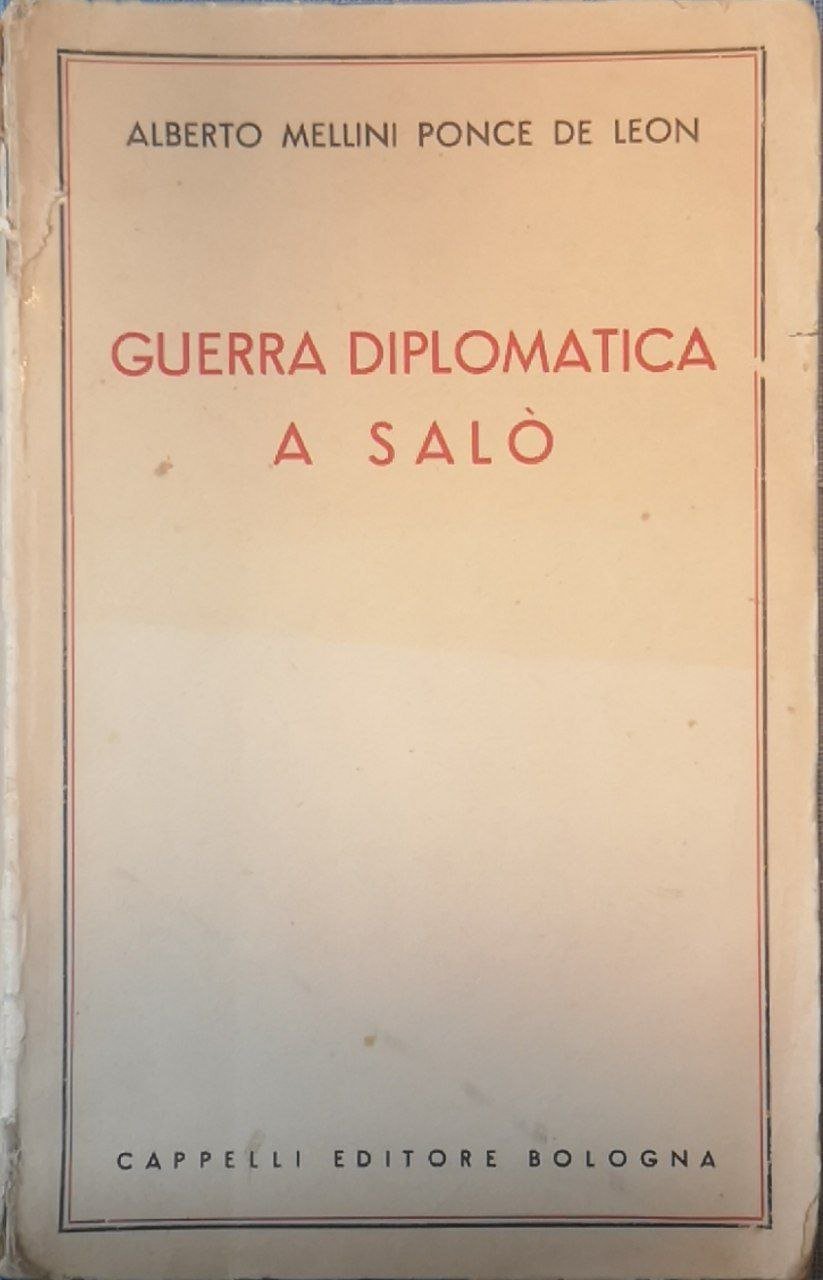 ALBERTO MELLINI PONCE DE LEON
GUERRA DIPLOMATICA
A SALÒ
CAPPELLI EDITORE BOLOGNA